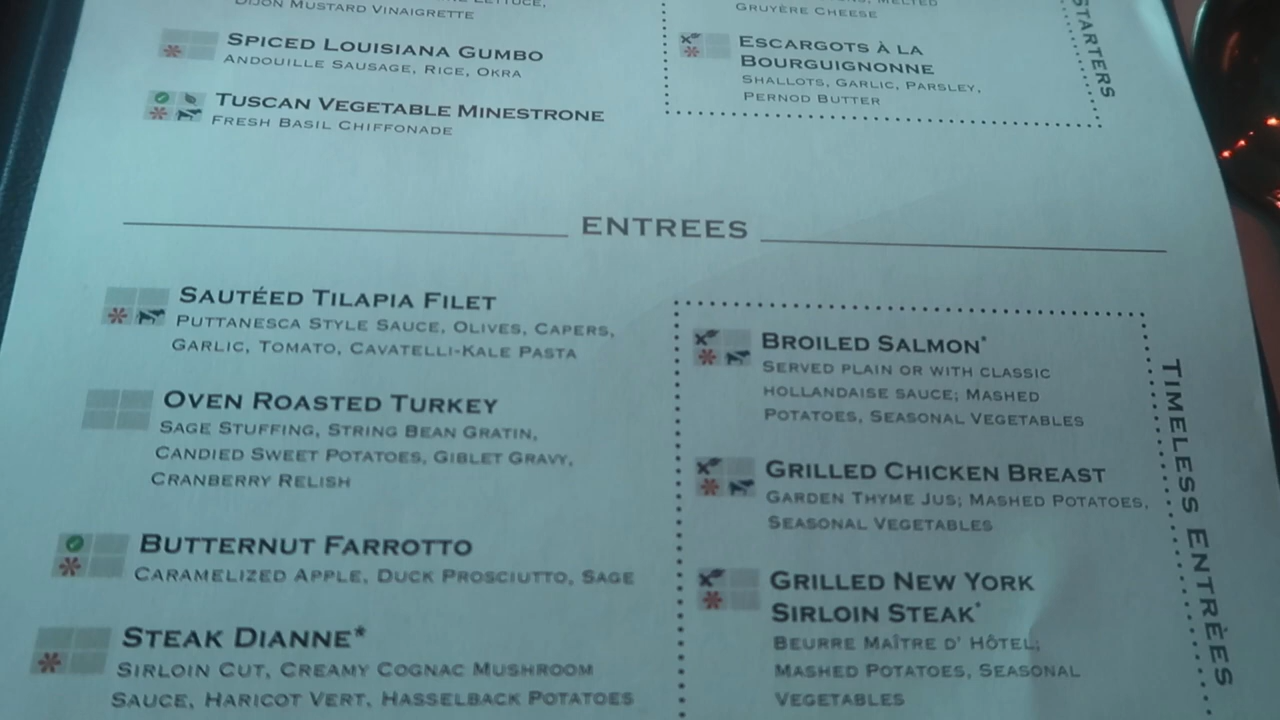 Dijon Mustard Vinaigrette
Spiced Louisiana Gumbo
Andouille Sausage, Rice, Okra
Tuscan Vegetable Minestrone
Fresh Basil Chiffonade
Gruyère Cheese
Escargots à la
Bourguignonne
Shallots, Garlic, Parsley,
Pernod Butter
Starters
ENTREES
Sautéed Tilapia Filet
Puttanesca Style Sauce, Olives, Capers,
Garlic, Tomato, Cavatelli-Kale Pasta
Oven Roasted Turkey
Sage Stuffing, String Bean Gratin,
Candied Sweet Potatoes, Giblet Gravy,
Cranberry Relish
Butternut Farrotto
Caramelized Apple, Duck Prosciutto, Sage
Steak Dianne*
Sirloin Cut, Creamy Cognac Mushroom
Sauce, Haricot Vert, Hasselback Potatoes
Broiled Salmon*
Served plain or with classic
hollandaise sauce; Mashed
Potatoes, Seasonal Vegetables
Grilled Chicken Breast
Garden Thyme Jus; Mashed Potatoes,
Seasonal Vegetables
Grilled New York
Sirloin Steak*
Beurre Maître d' Hôtel;
Mashed Potatoes, Seasonal
Vegetables
Timeless Entrèes